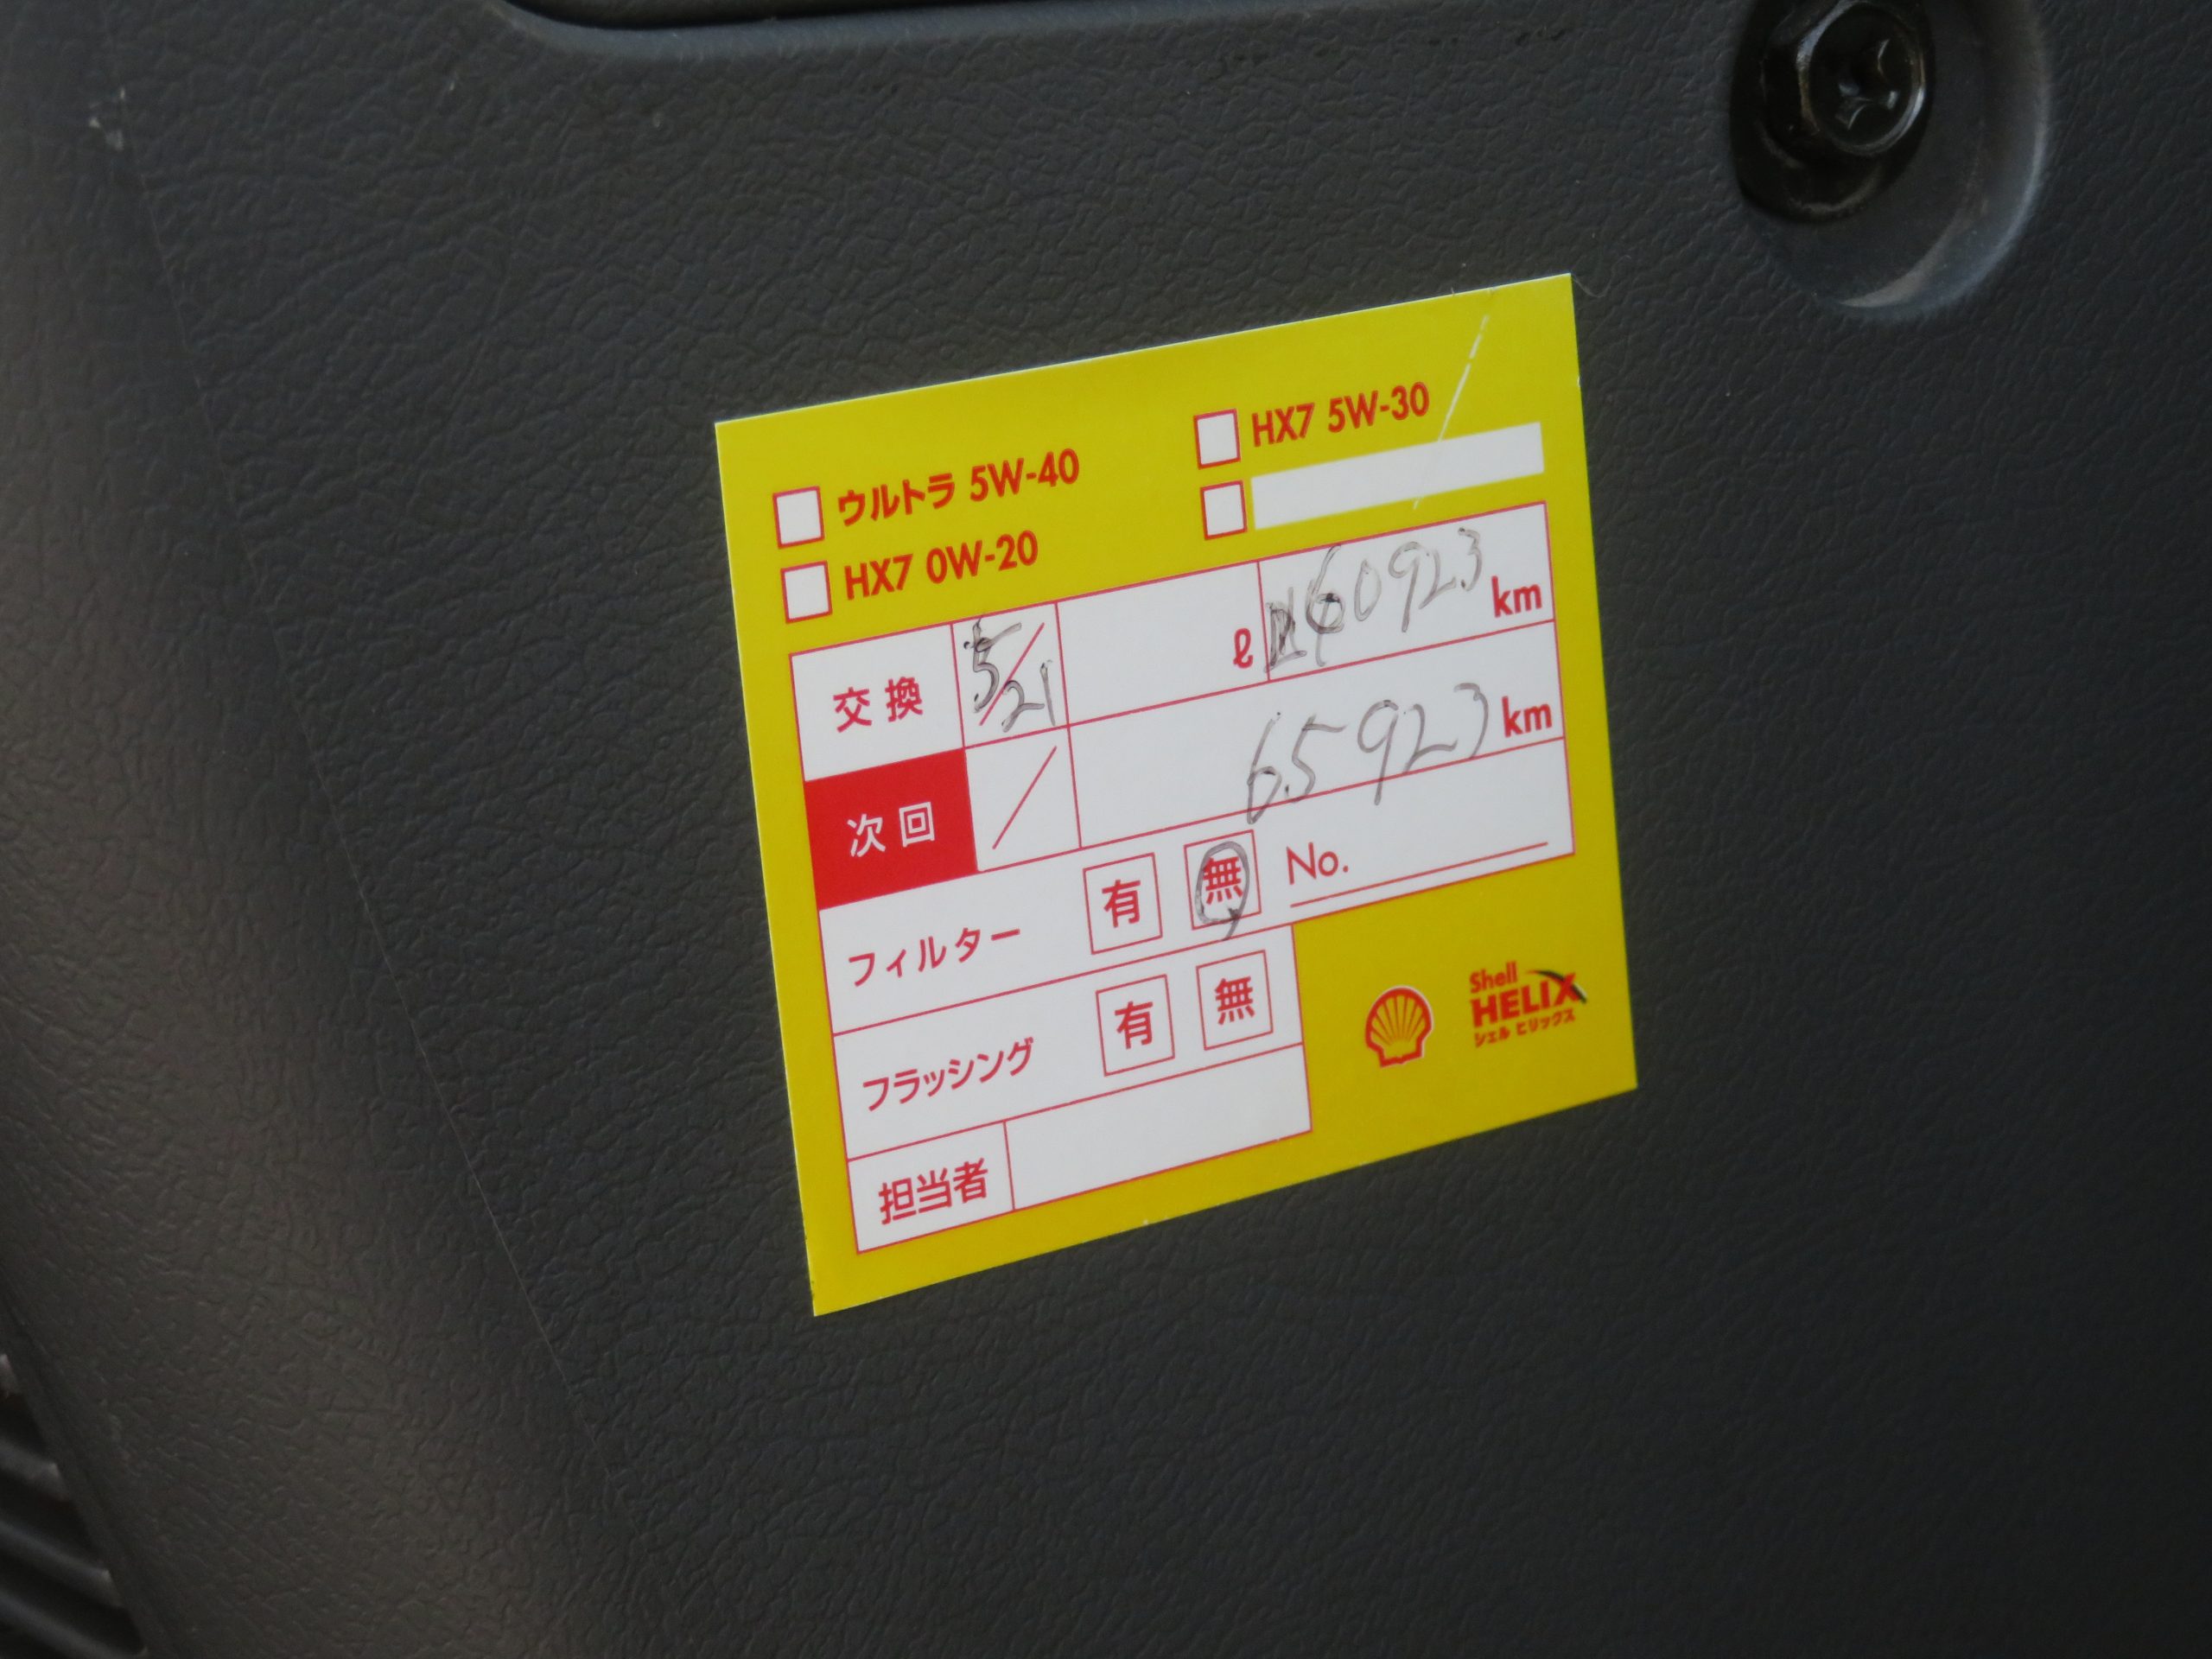 ウルトラ 5W-40
HX7 5W-30
HX7 0W-20
交換 5/21 ℓ 60923 km
次回 / 65923 km
フィルター 有 無 No.
フラッシング 有 無
担当者
Shell
HELIX
シェル ヒリックス